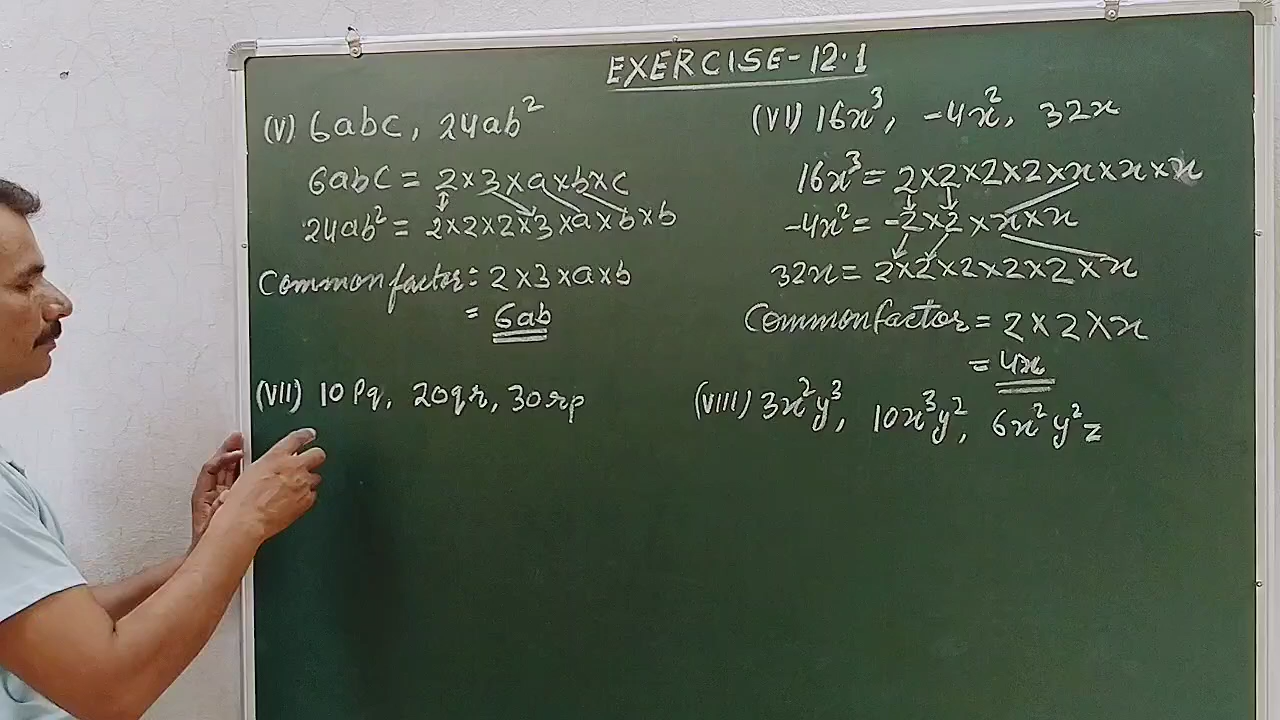 EXERCISE-12.1
(V) 6abc, 24ab²
6abc = 2×3×a×b×c
24ab² = 2×2×2×3×a×b×b
Common factor = 2×3×a×b
= 6ab
(VI) 16x³, -4x², 32x
16x³ = 2×2×2×2×x×x×x
-4x² = -2×2×x×x
32x = 2×2×2×2×2×x
Common factor = 2×2×x
= 4x
(VII) 10Pq, 20qr, 30rp
(VIII) 3x²y³, 10x³y², 6x²y²z